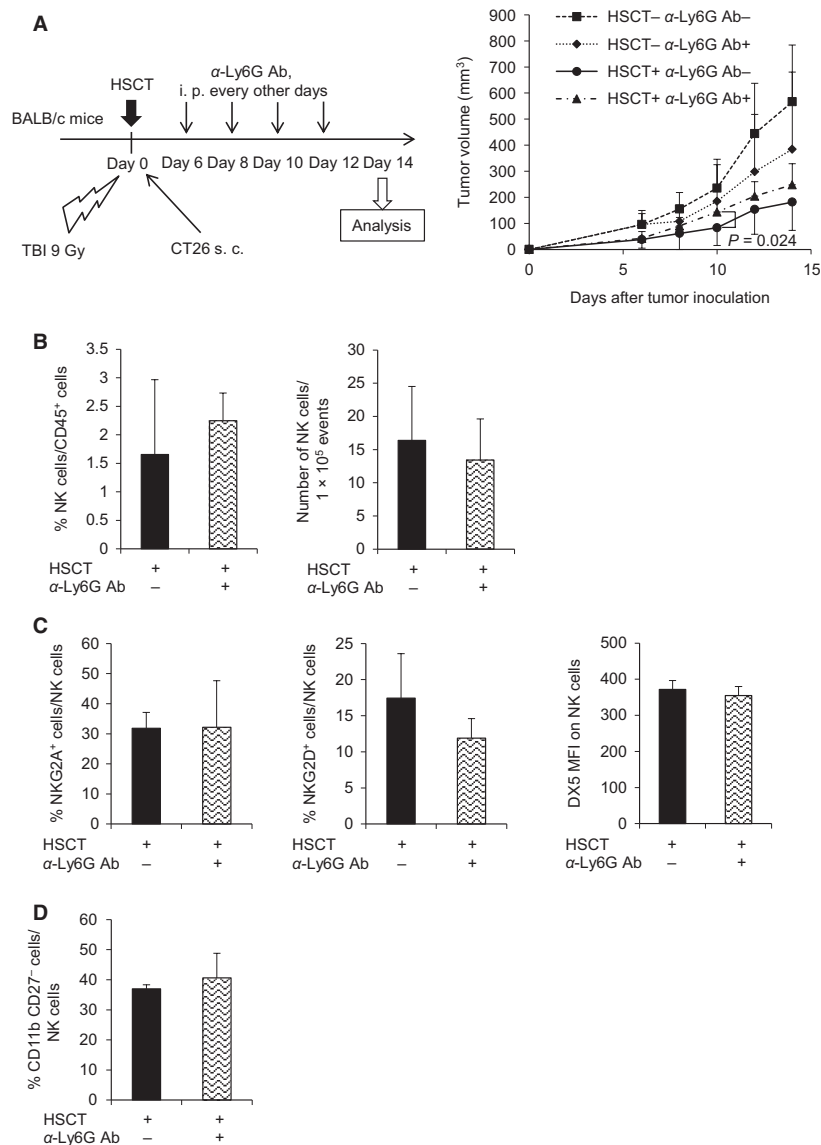 A
HSCT
α-Ly6G Ab,
i. p. every other days
BALB/c mice
Day 0 Day 6 Day 8 Day 10 Day 12 Day 14
TBI 9 Gy
CT26 s. c.
Analysis
Tumor volume (mm3)
900
800
700
600
500
400
300
200
100
0
0 5 10 15
Days after tumor inoculation
HSCT– α-Ly6G Ab–
HSCT– α-Ly6G Ab+
HSCT+ α-Ly6G Ab–
HSCT+ α-Ly6G Ab+
P = 0.024
B
% NK cells/CD45+ cells
3.5
3
2.5
2
1.5
1
0.5
0
HSCT + +
α-Ly6G Ab – +
Number of NK cells/
1 × 10⁵ events
30
25
20
15
10
5
0
HSCT + +
α-Ly6G Ab – +
C
% NKG2A+ cells/NK cells
60
50
40
30
20
10
0
HSCT + +
α-Ly6G Ab – +
% NKG2D+ cells/NK cells
25
20
15
10
5
0
HSCT + +
α-Ly6G Ab – +
DX5 MFI on NK cells
500
400
300
200
100
0
HSCT + +
α-Ly6G Ab – +
D
% CD11b CD27– cells/
NK cells
60
50
40
30
20
10
0
HSCT + +
α-Ly6G Ab – +